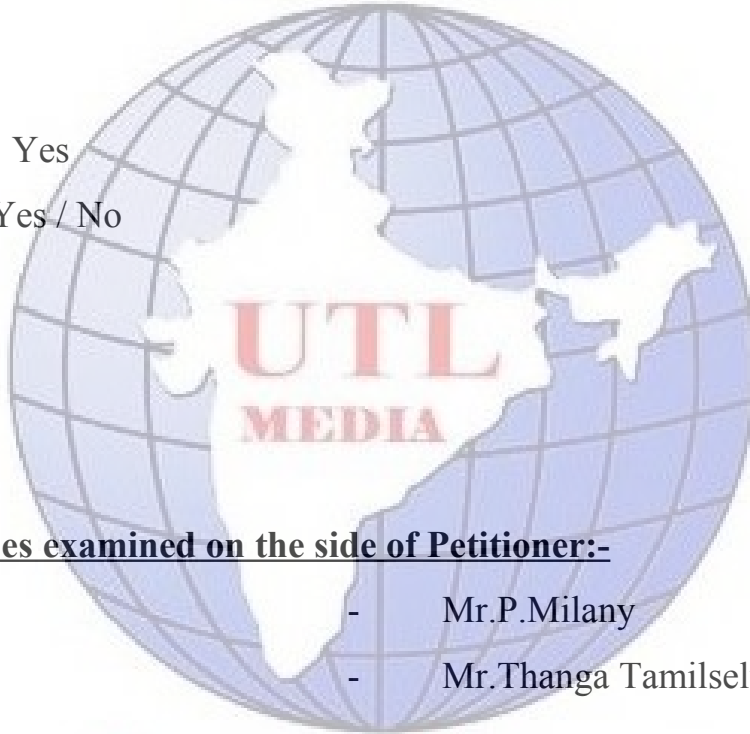 Yes
Yes / No
UTL
MEDIA
es examined on the side of Petitioner:-
- Mr.P.Milany
- Mr.Thanga Tamilsel